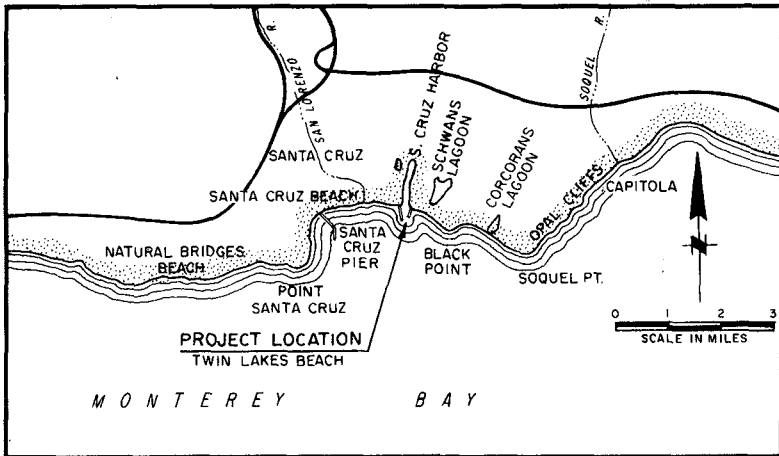 SAN LORENZO R.
S. CRUZ HARBOR
SCHWANS
LAGOON
SOQUEL R.
SANTA CRUZ
SANTA CRUZ BEACH
CORCORANS
LAGOON
OPAL CLIFFS
CAPITOLA
NATURAL BRIDGES
BEACH
SANTA
CRUZ
PIER
BLACK
POINT
SOQUEL PT.
POINT
SANTA CRUZ
N
0 1 2 3
SCALE IN MILES
PROJECT LOCATION
TWIN LAKES BEACH
MONTEREY BAY